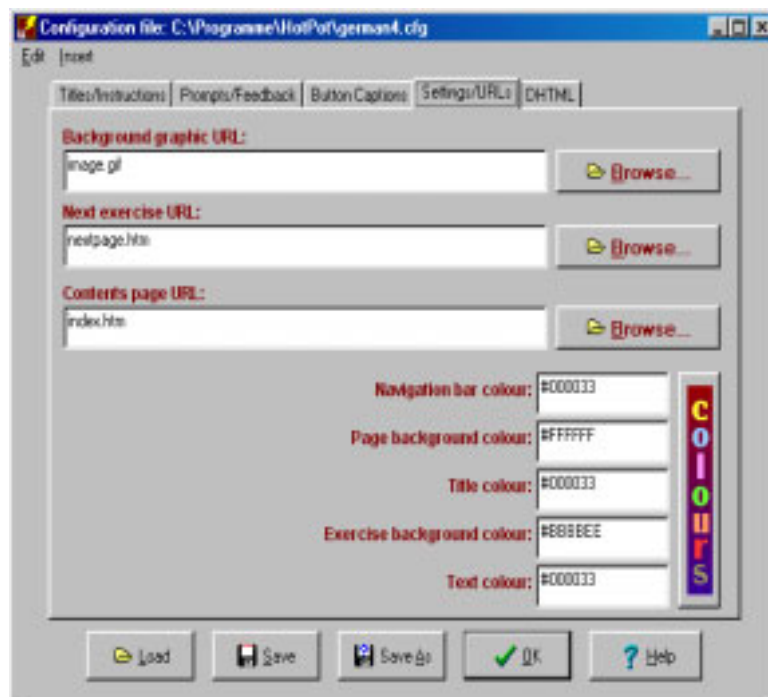 Configuration file: C:\Programme\HotPot\german4.cfg
Edit Insert
Titles/Instructions Prompts/Feedback Button Captions Settings/URLs DHTML
Background graphic URL:
image.gif
Browse...
Next exercise URL:
nextpage.htm
Browse...
Contents page URL:
index.htm
Browse...
Navigation bar colour: #000033
Page background colour: #FFFFFF
Title colour: #000033
Exercise background colour: #BBBBEE
Text colour: #000033
Colours
Load Save Save As OK Help